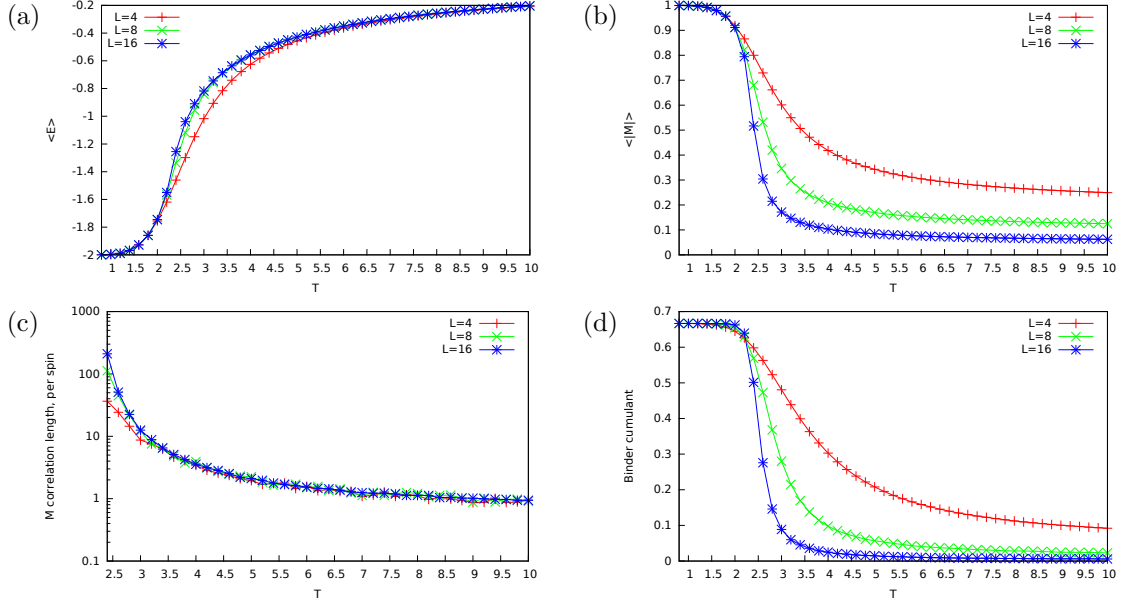 (a)
-0.2
-0.4
-0.6
-0.8
-1
-1.2
-1.4
-1.6
-1.8
-2
<E>
L=4
L=8
L=16
1 1.5 2 2.5 3 3.5 4 4.5 5 5.5 6 6.5 7 7.5 8 8.5 9 9.5 10
T
(b)
1
0.9
0.8
0.7
0.6
0.5
0.4
0.3
0.2
0.1
0
<|M|>
L=4
L=8
L=16
1 1.5 2 2.5 3 3.5 4 4.5 5 5.5 6 6.5 7 7.5 8 8.5 9 9.5 10
T
(c)
1000
100
10
1
0.1
M correlation length, per spin
L=4
L=8
L=16
2.5 3 3.5 4 4.5 5 5.5 6 6.5 7 7.5 8 8.5 9 9.5 10
T
(d)
0.7
0.6
0.5
0.4
0.3
0.2
0.1
0
Binder cumulant
L=4
L=8
L=16
1 1.5 2 2.5 3 3.5 4 4.5 5 5.5 6 6.5 7 7.5 8 8.5 9 9.5 10
T